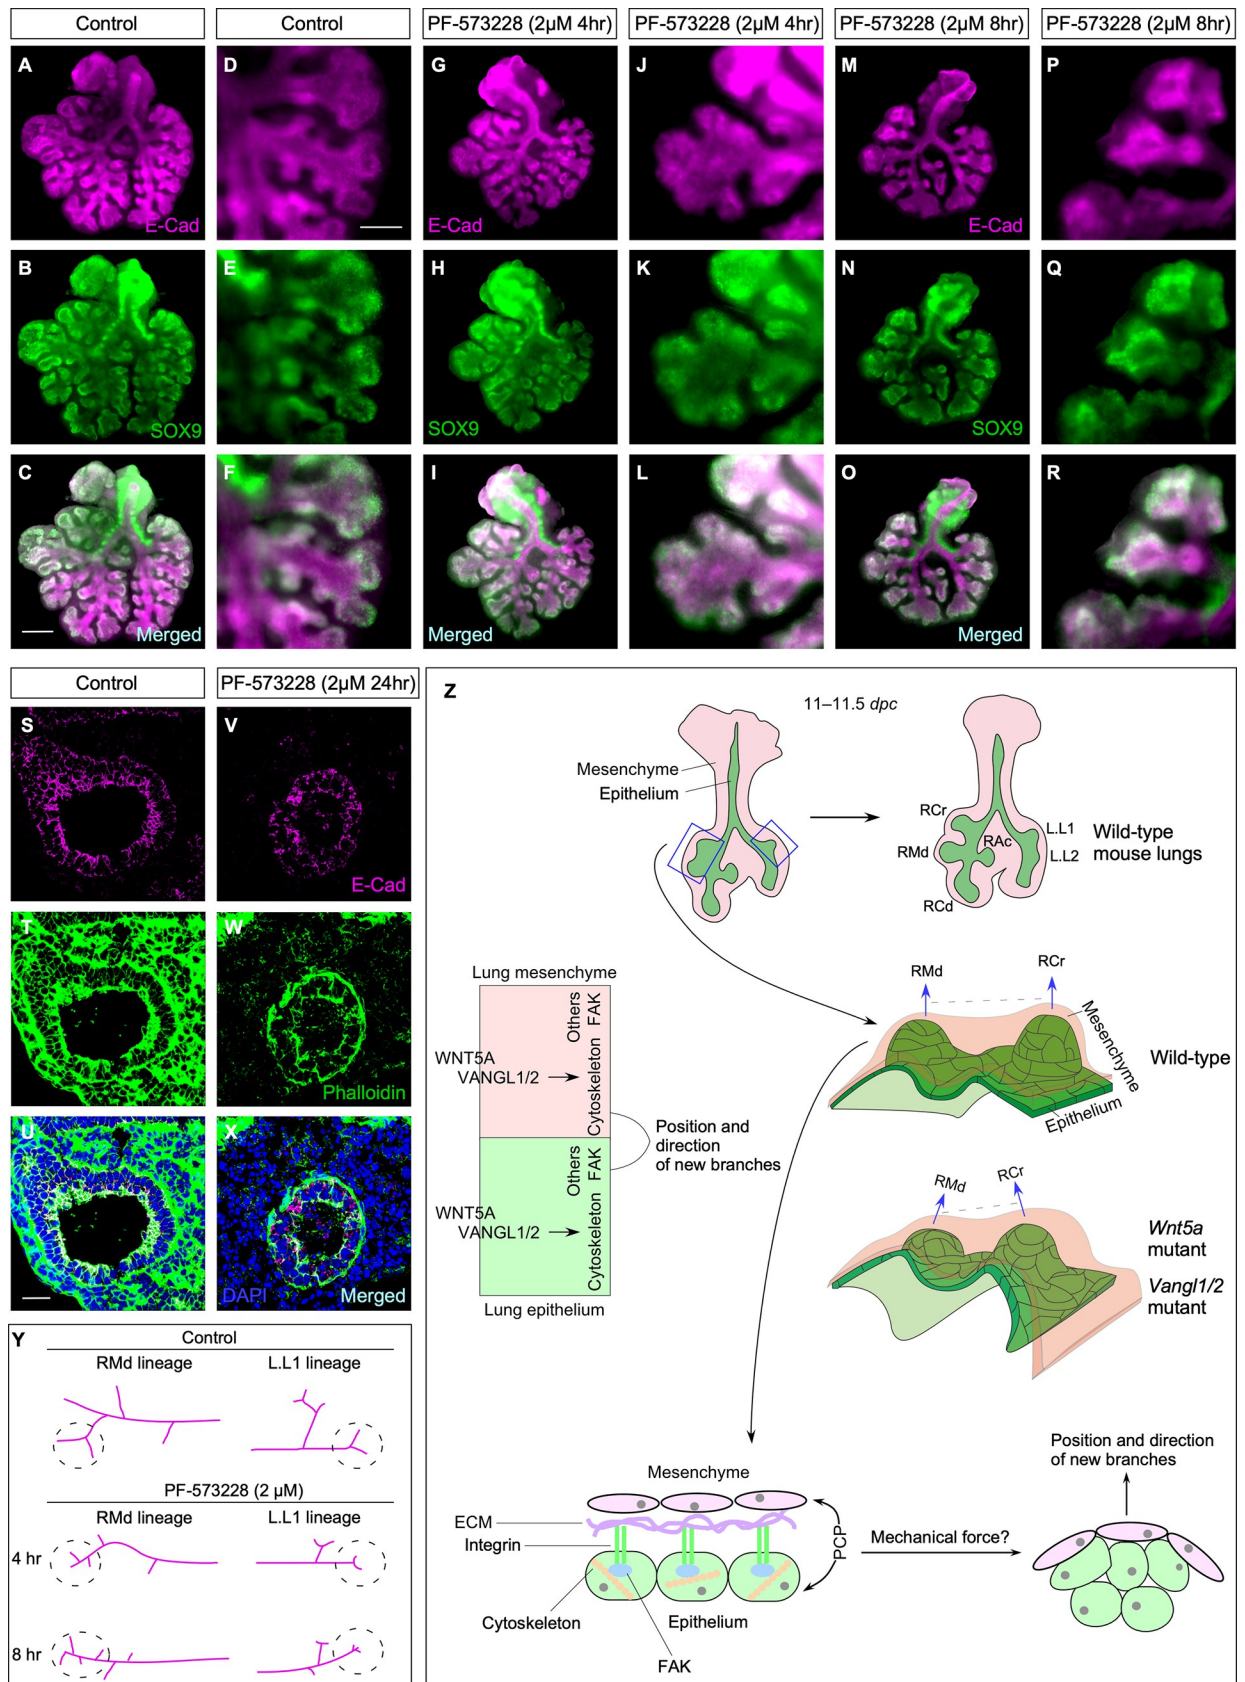 Control
Control
PF-573228 (2μM 4hr)
PF-573228 (2μM 4hr)
PF-573228 (2μM 8hr)
PF-573228 (2μM 8hr)
A
D
G
J
M
P
E-Cad
E-Cad
E-Cad
B
E
H
K
N
Q
SOX9
SOX9
SOX9
C
F
I
L
O
R
Merged
Merged
Merged
Control
PF-573228 (2μM 24hr)
S
V
E-Cad
T
W
Phalloidin
U
X
DAPI
Merged
Y
Control
RMd lineage
L.L1 lineage
PF-573228 (2 μM)
RMd lineage
L.L1 lineage
4 hr
8 hr
Z
11–11.5 dpc
Mesenchyme
Epithelium
RCr
RMd
RAc
RCd
L.L1
L.L2
Wild-type
mouse lungs
Lung mesenchyme
Others
FAK
Cytoskeleton
WNT5A
VANGL1/2
Others
FAK
Cytoskeleton
WNT5A
VANGL1/2
Lung epithelium
Position and
direction
of new branches
RMd
RCr
Mesenchyme
Epithelium
Wild-type
RMd
RCr
Wnt5a
mutant
Vangl1/2
mutant
Mesenchyme
ECM
Integrin
Cytoskeleton
Epithelium
FAK
PCP
Mechanical force?
Position and direction
of new branches